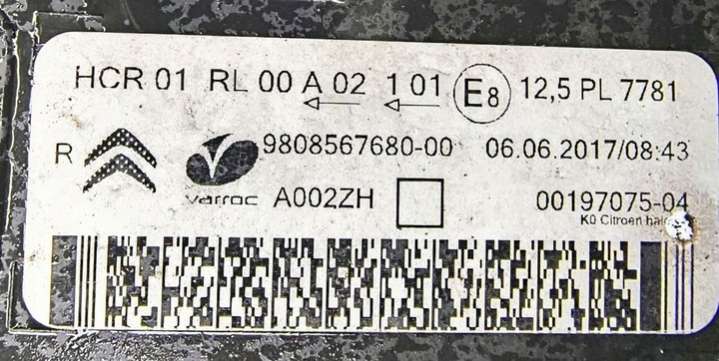 HCR 01 RL 00 A 02 1 01 E8 12,5 PL 7781
R 9808567680-00 06.06.2017/08:43
varroc A002ZH 00197075-04
K0 Citroen